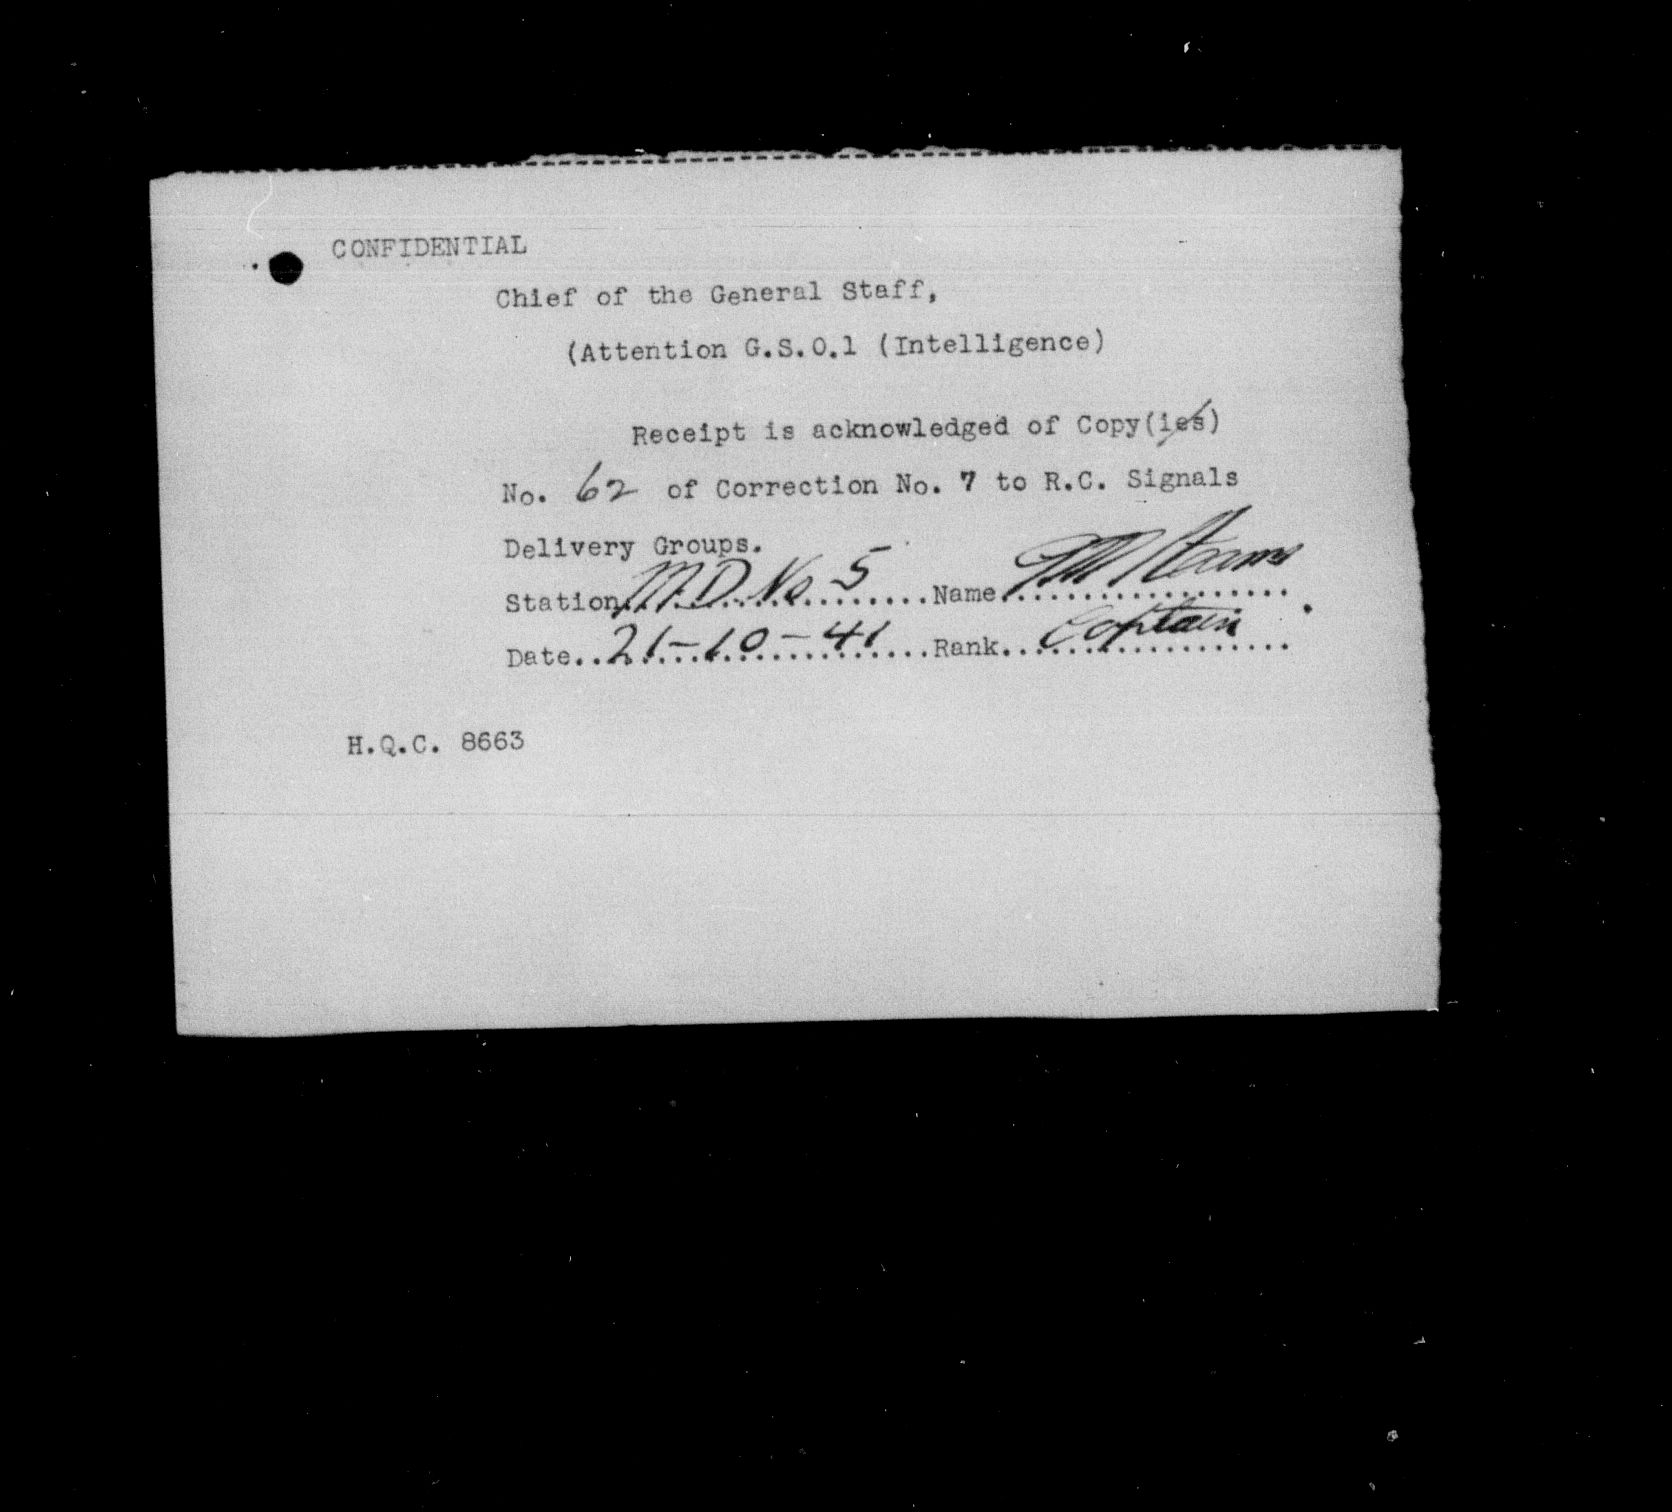 CONFIDENTIAL
Chief of the General Staff,
(Attention G.S.O.1 (Intelligence)
Receipt is acknowledged of Copy(ies)
No. 62 of Correction No. 7 to R.C. Signals
Delivery Groups.
Station M.D. No 5 Name
Date 21-10-41 Rank Captain
H.Q.C. 8663